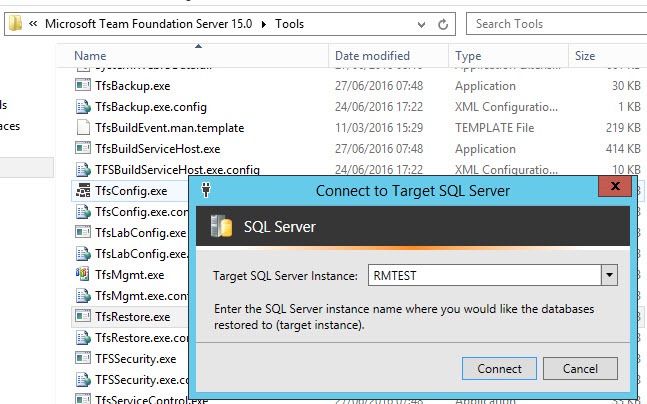 « Microsoft Team Foundation Server 15.0 Tools Search Tools
Name Date modified Type Size
TfsBackup.exe 27/06/2016 07:48 Application 30 KB
TfsBackup.exe.config 24/06/2016 17:22 XML Configuratio... 1 KB
TfsBuildEvent.man.template 11/03/2016 15:29 TEMPLATE File 219 KB
TfsBuildServiceHost.exe 27/06/2016 07:48 Application 414 KB
TFSBuildServiceHost.exe.config 24/06/2016 17:22 XML Configuratio... 10 KB
TfsConfig.exe
TfsConfig.exe.con
TfsLabConfig.exe
TfsLabConfig.exe.
TfsMgmt.exe
TfsMgmt.exe.con
TfsRestore.exe
TFSSecurity.exe
TFSSecurity.exe.cc
TfsServiceControl.exe
ls
aces
Connect to Target SQL Server
SQL Server
Target SQL Server Instance: RMTEST
Enter the SQL Server instance name where you would like the databases
restored to (target instance).
Connect Cancel